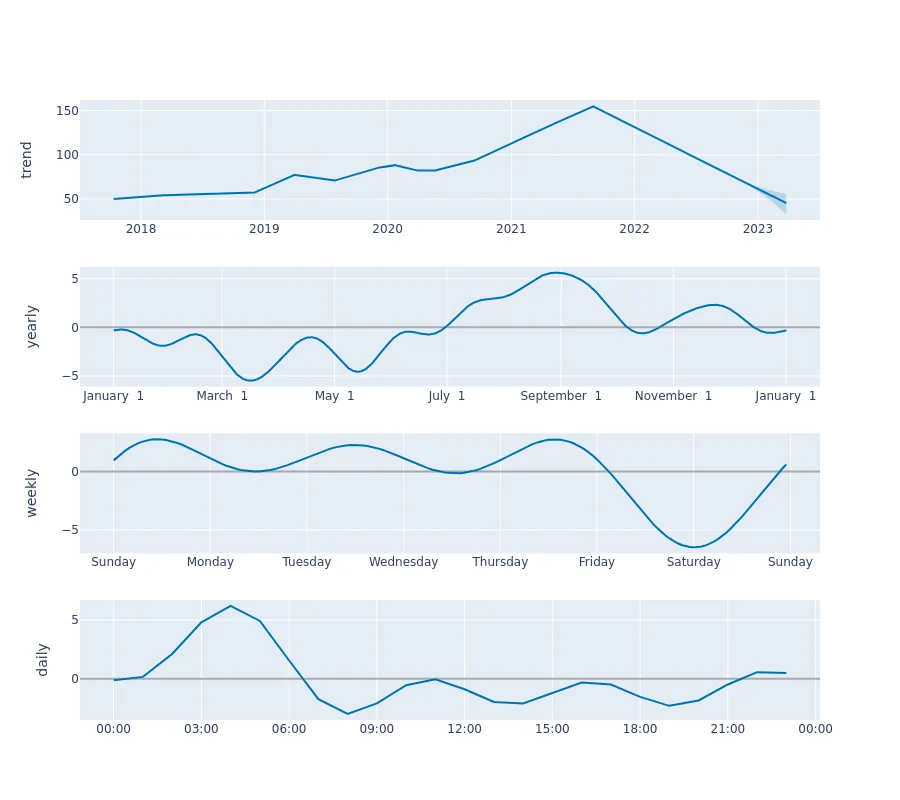 trend
150
100
50
2018 2019 2020 2021 2022 2023
yearly
5
0
−5
January 1 March 1 May 1 July 1 September 1 November 1 January 1
weekly
0
−5
Sunday Monday Tuesday Wednesday Thursday Friday Saturday Sunday
daily
5
0
00:00 03:00 06:00 09:00 12:00 15:00 18:00 21:00 00:00